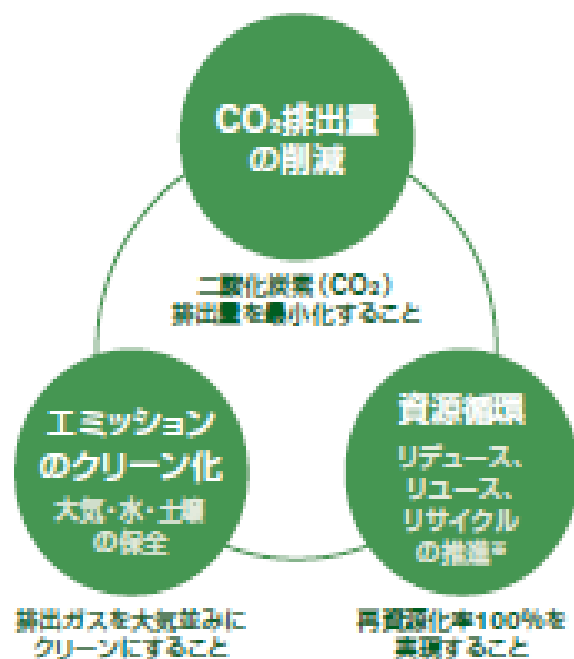 CO₂排出量
の削減
二酸化炭素（CO₂）
排出量を最小化すること
エミッション
のクリーン化
大気・水・土壌
の保全
排出ガスを大気並みに
クリーンにすること
資源循環
リデュース、
リユース、
リサイクル
の推進※
再資源化率100％を
実現すること